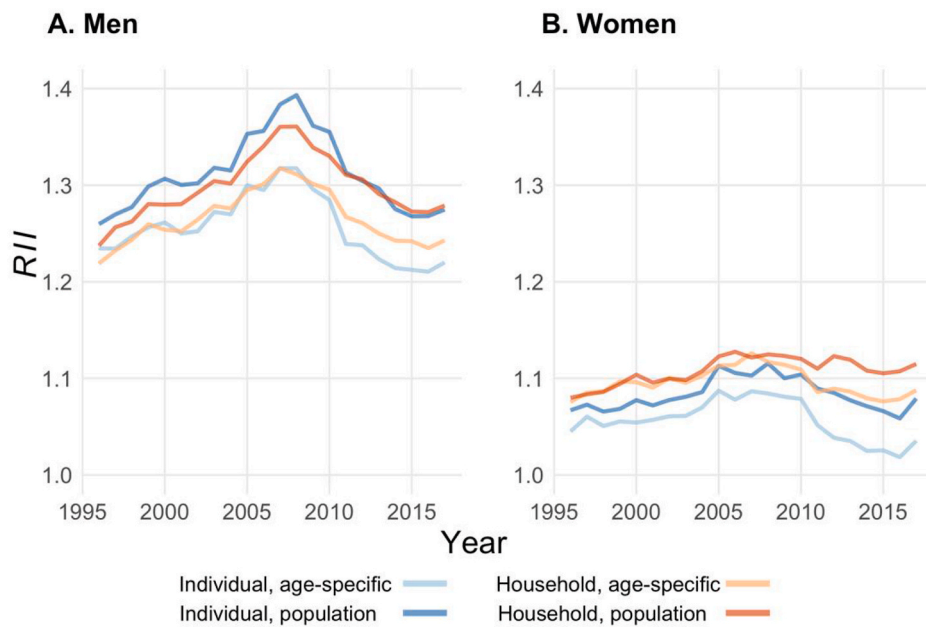 A. Men
B. Women
1.4
1.4
1.3
1.3
RII
1.2
1.2
1.1
1.1
1.0
1.0
1995 2000 2005 2010 2015
1995 2000 2005 2010 2015
Year
Individual, age-specific
Household, age-specific
Individual, population
Household, population